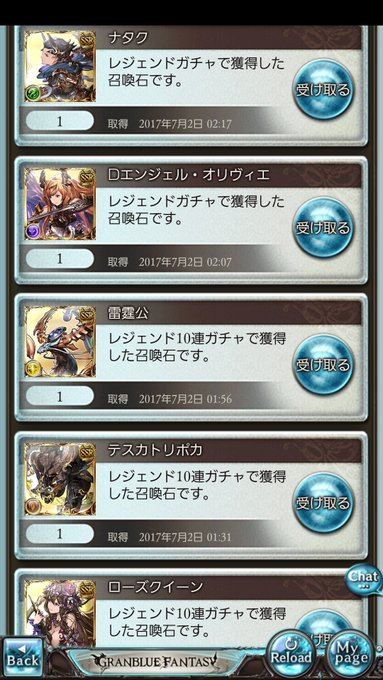 ナタク
レジェンドガチャで獲得した
召喚石です。
受け取る
1
取得 2017年7月2日 02:17
Dエンジェル・オリヴィエ
レジェンドガチャで獲得した
召喚石です。
受け取る
1
取得 2017年7月2日 02:07
雷霆公
レジェンド10連ガチャで獲得
した召喚石です。
受け取る
1
取得 2017年7月2日 01:56
テスカトリポカ
レジェンド10連ガチャで獲得
した召喚石です。
受け取る
1
取得 2017年7月2日 01:31
Chat
ローズクイーン
レジェンド10連ガチャで獲得
した召喚石です。
Back
GRANBLUE FANTASY
Reload
My
page